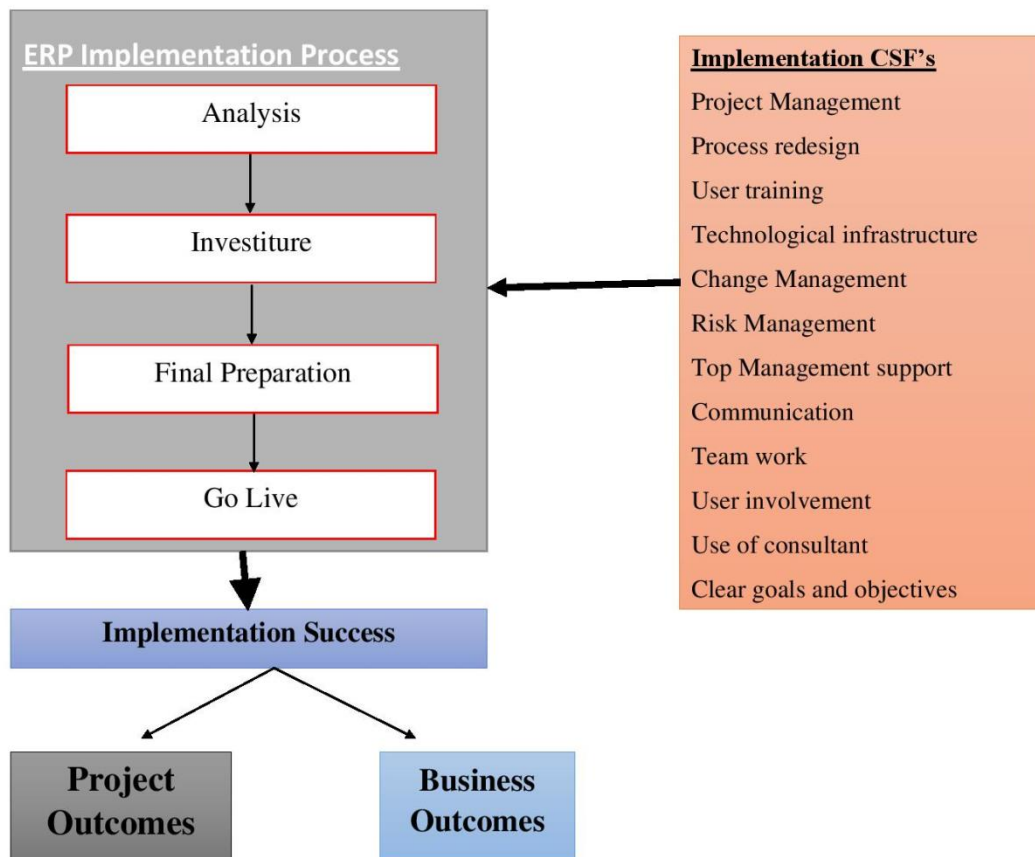 ERP Implementation Process
Analysis
Investiture
Final Preparation
Go Live
Implementation Success
Project
Outcomes
Business
Outcomes
Implementation CSF’s
Project Management
Process redesign
User training
Technological infrastructure
Change Management
Risk Management
Top Management support
Communication
Team work
User involvement
Use of consultant
Clear goals and objectives